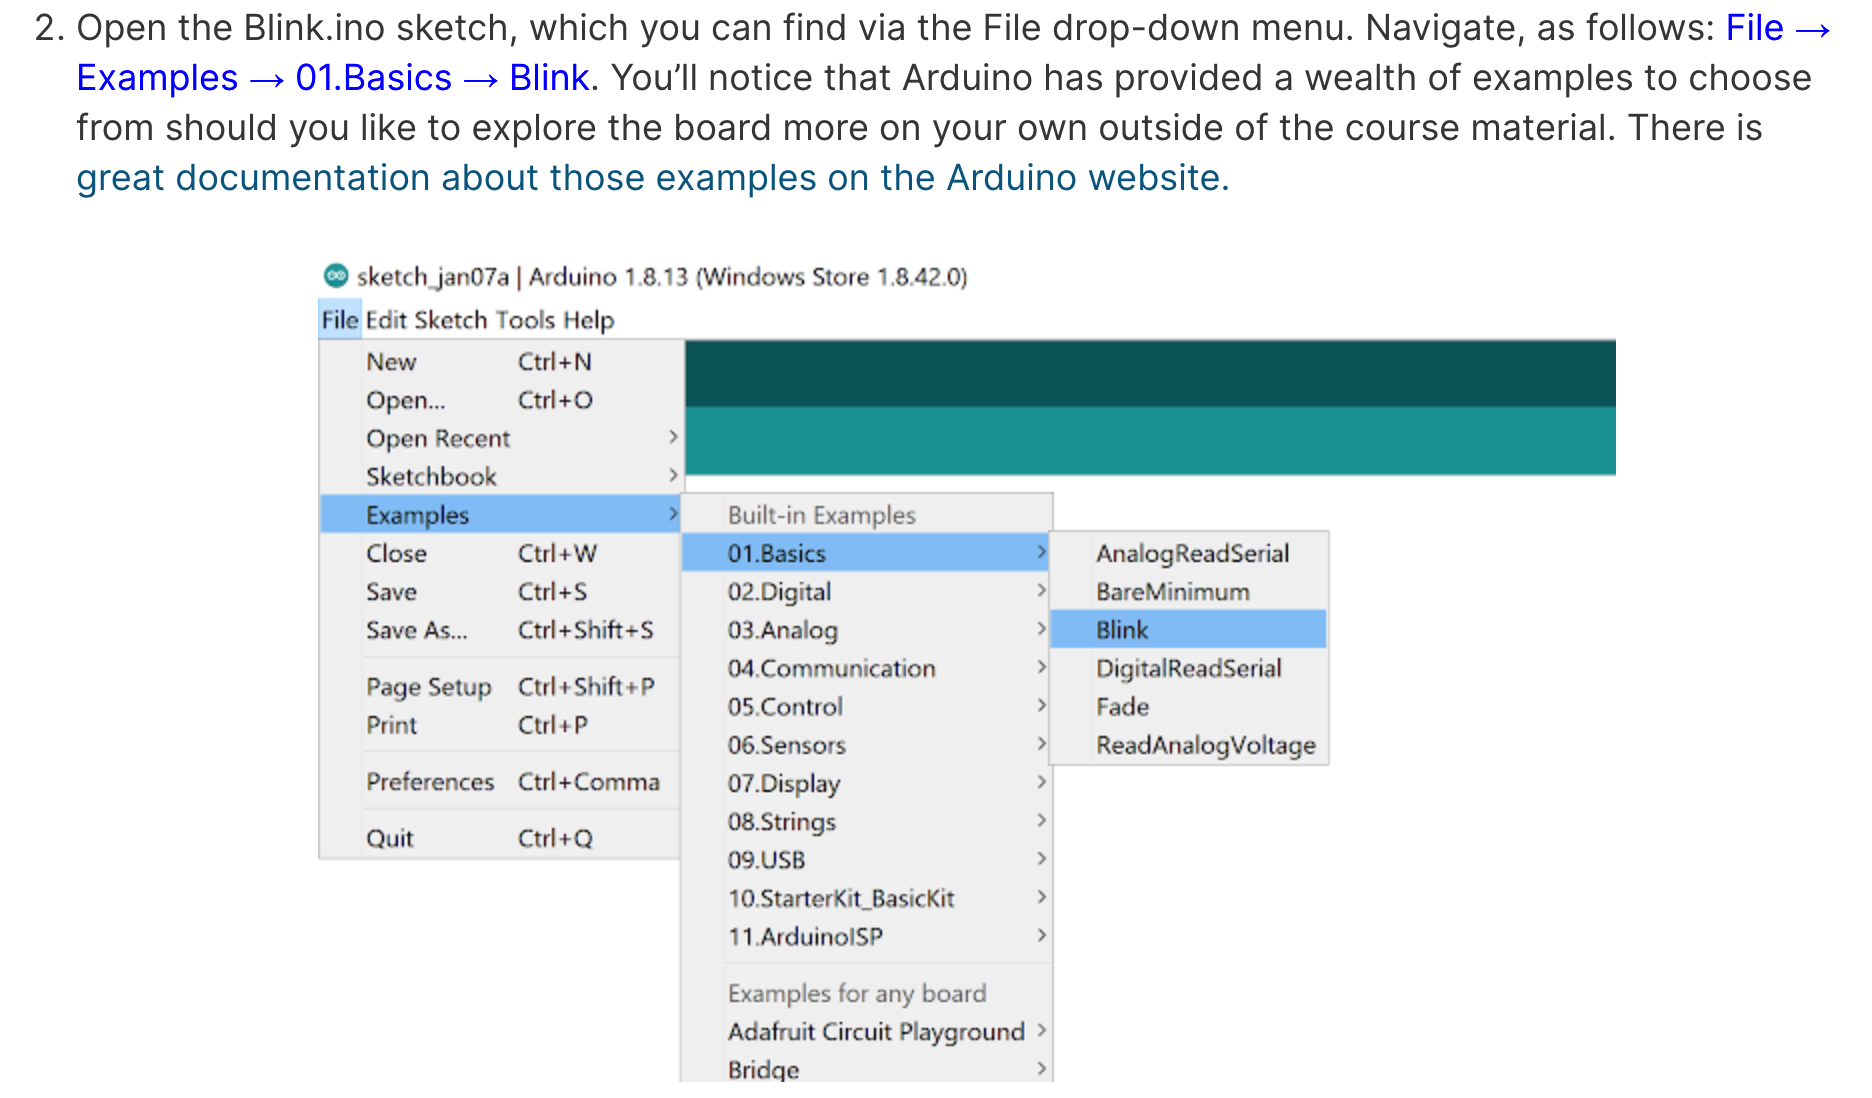 2. Open the Blink.ino sketch, which you can find via the File drop-down menu. Navigate, as follows: File →
Examples → 01.Basics → Blink. You’ll notice that Arduino has provided a wealth of examples to choose
from should you like to explore the board more on your own outside of the course material. There is
great documentation about those examples on the Arduino website.
sketch_jan07a | Arduino 1.8.13 (Windows Store 1.8.42.0)
File Edit Sketch Tools Help
New Ctrl+N
Open... Ctrl+O
Open Recent >
Sketchbook >
Examples >
Close Ctrl+W
Save Ctrl+S
Save As... Ctrl+Shift+S
Page Setup Ctrl+Shift+P
Print Ctrl+P
Preferences Ctrl+Comma
Quit Ctrl+Q
Built-in Examples
01.Basics >
02.Digital >
03.Analog >
04.Communication >
05.Control >
06.Sensors >
07.Display >
08.Strings >
09.USB >
10.StarterKit_BasicKit >
11.ArduinoISP >
Examples for any board
Adafruit Circuit Playground >
Bridge >
AnalogReadSerial
BareMinimum
Blink
DigitalReadSerial
Fade
ReadAnalogVoltage